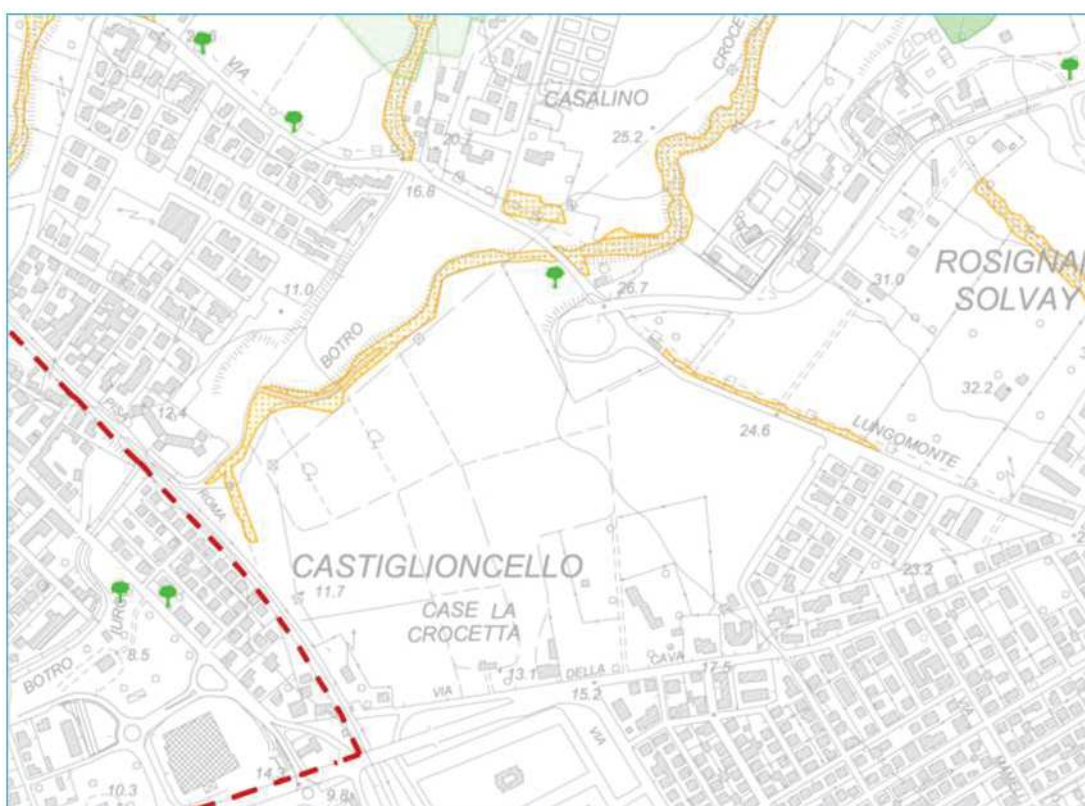 VIA
CROCE
CASALINO
20.7
25.2
16.8
ROSIGNA
SOLVAY
31.0
26.7
11.0
BOTRO
32.2
12.4
24.6
LUNGOMONTE
ROMA
CASTIGLIONCELLO
11.7
23.2
CASE LA
CROCETTA
8.5
BOTRO
13.1
DELLA
CAVA
17.5
VIA
15.2
VIA
VIA
10.3
9.8